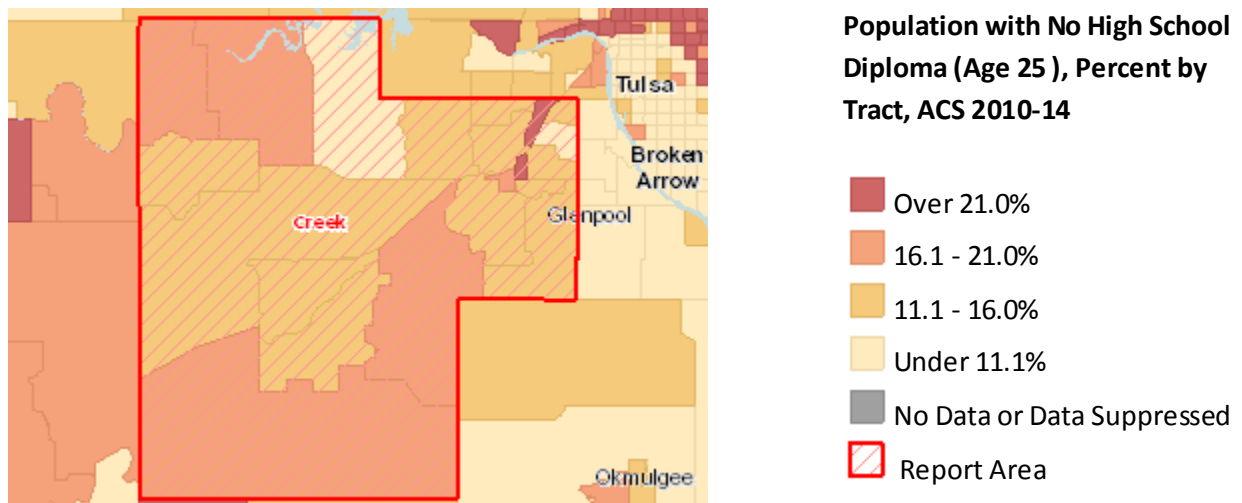 Tulsa
Broken
Arrow
Creek
Glenpool
Okmulgee
Population with No High School
Diploma (Age 25 ), Percent by
Tract, ACS 2010-14
Over 21.0%
16.1 - 21.0%
11.1 - 16.0%
Under 11.1%
No Data or Data Suppressed
Report Area